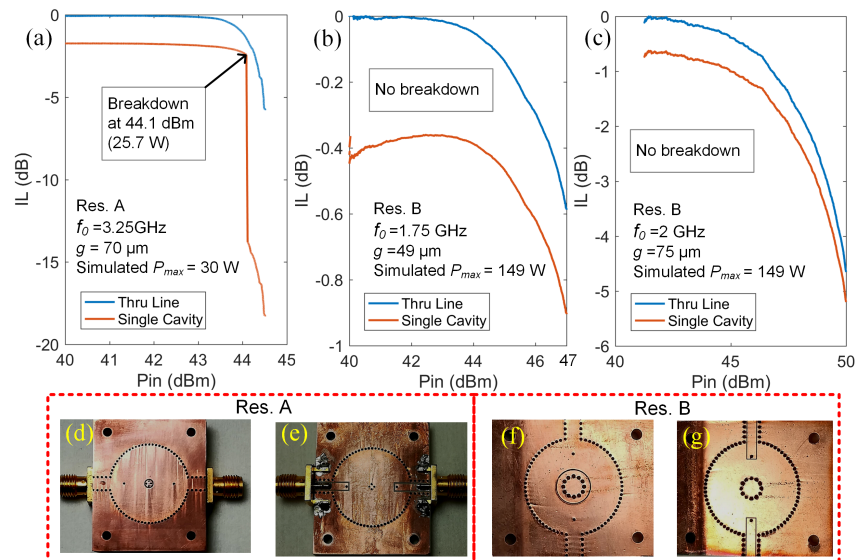 (a)
0
-5
-10
-15
-20
IL (dB)
40
41
42
43
44
45
Pin (dBm)
Breakdown
at 44.1 dBm
(25.7 W)
Res. A
f0 = 3.25GHz
g = 70 µm
Simulated Pmax = 30 W
Thru Line
Single Cavity
(b)
0
-0.2
-0.4
-0.6
-0.8
-1
IL (dB)
40
42
44
46
47
Pin (dBm)
No breakdown
Res. B
f0 =1.75 GHz
g = 49 µm
Simulated Pmax = 149 W
Thru Line
Single Cavity
(c)
0
-1
-2
-3
-4
-5
-6
IL (dB)
40
45
50
Pin (dBm)
No breakdown
Res. B
f0 = 2 GHz
g = 75 µm
Simulated Pmax = 149 W
Thru Line
Single Cavity
Res. A
Res. B
(d)
(e)
(f)
(g)